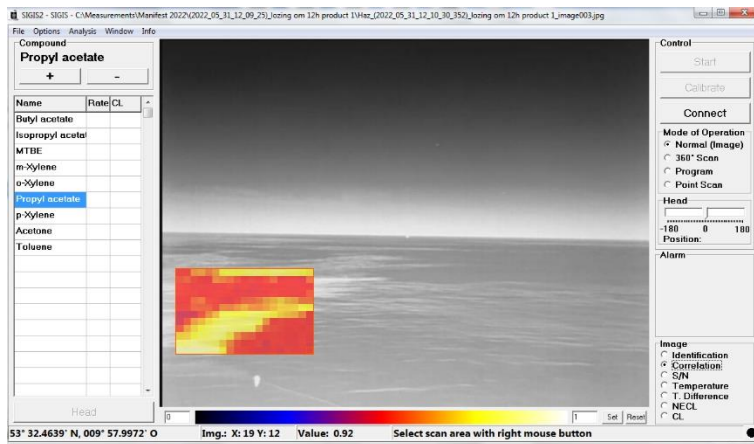 SIGIS2 - SIGIS - C:\Measurements\Manifest 2022\(2022_05_31_12_09_25)_lozing om 12h product 1\Haz_(2022_05_31_12_10_30_352)_lozing om 12h product 1_image003.jpg
File Options Analysis Window Info
Compound
Propyl acetate
+ -
Name Rate CL
Butyl acetate
Isopropyl acetat
MTBE
m-Xylene
o-Xylene
Propyl acetate
p-Xylene
Acetone
Toluene
Head
Control
Start
Calibrate
Connect
Mode of Operation
Normal (Image)
360° Scan
Program
Point Scan
Head
-180 0 180
Position:
Alarm
Image
Identification
Correlation
S/N
Temperature
T. Difference
NECL
CL
0 1 Set Reset
53° 32.4639' N, 009° 57.9972' O Img.: X: 19 Y: 12 Value: 0.92 Select scan area with right mouse button